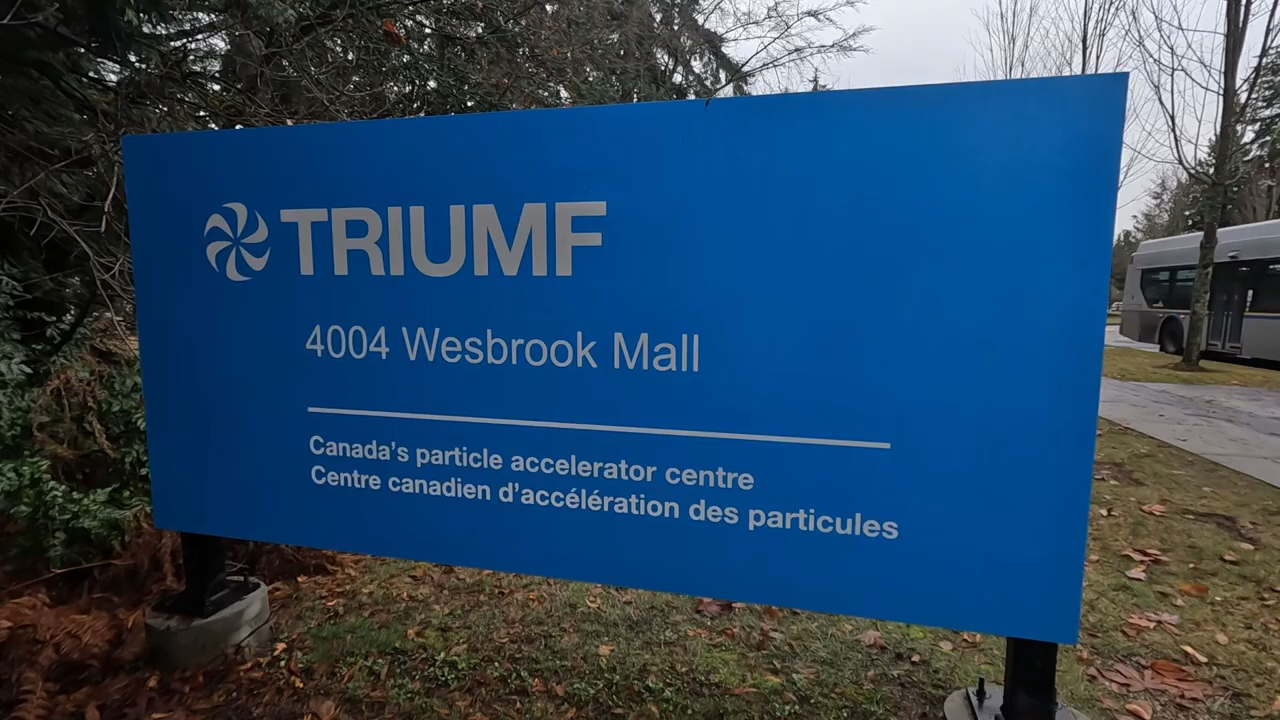 TRIUMF
4004 Wesbrook Mall
Canada's particle accelerator centre
Centre canadien d'accélération des particules